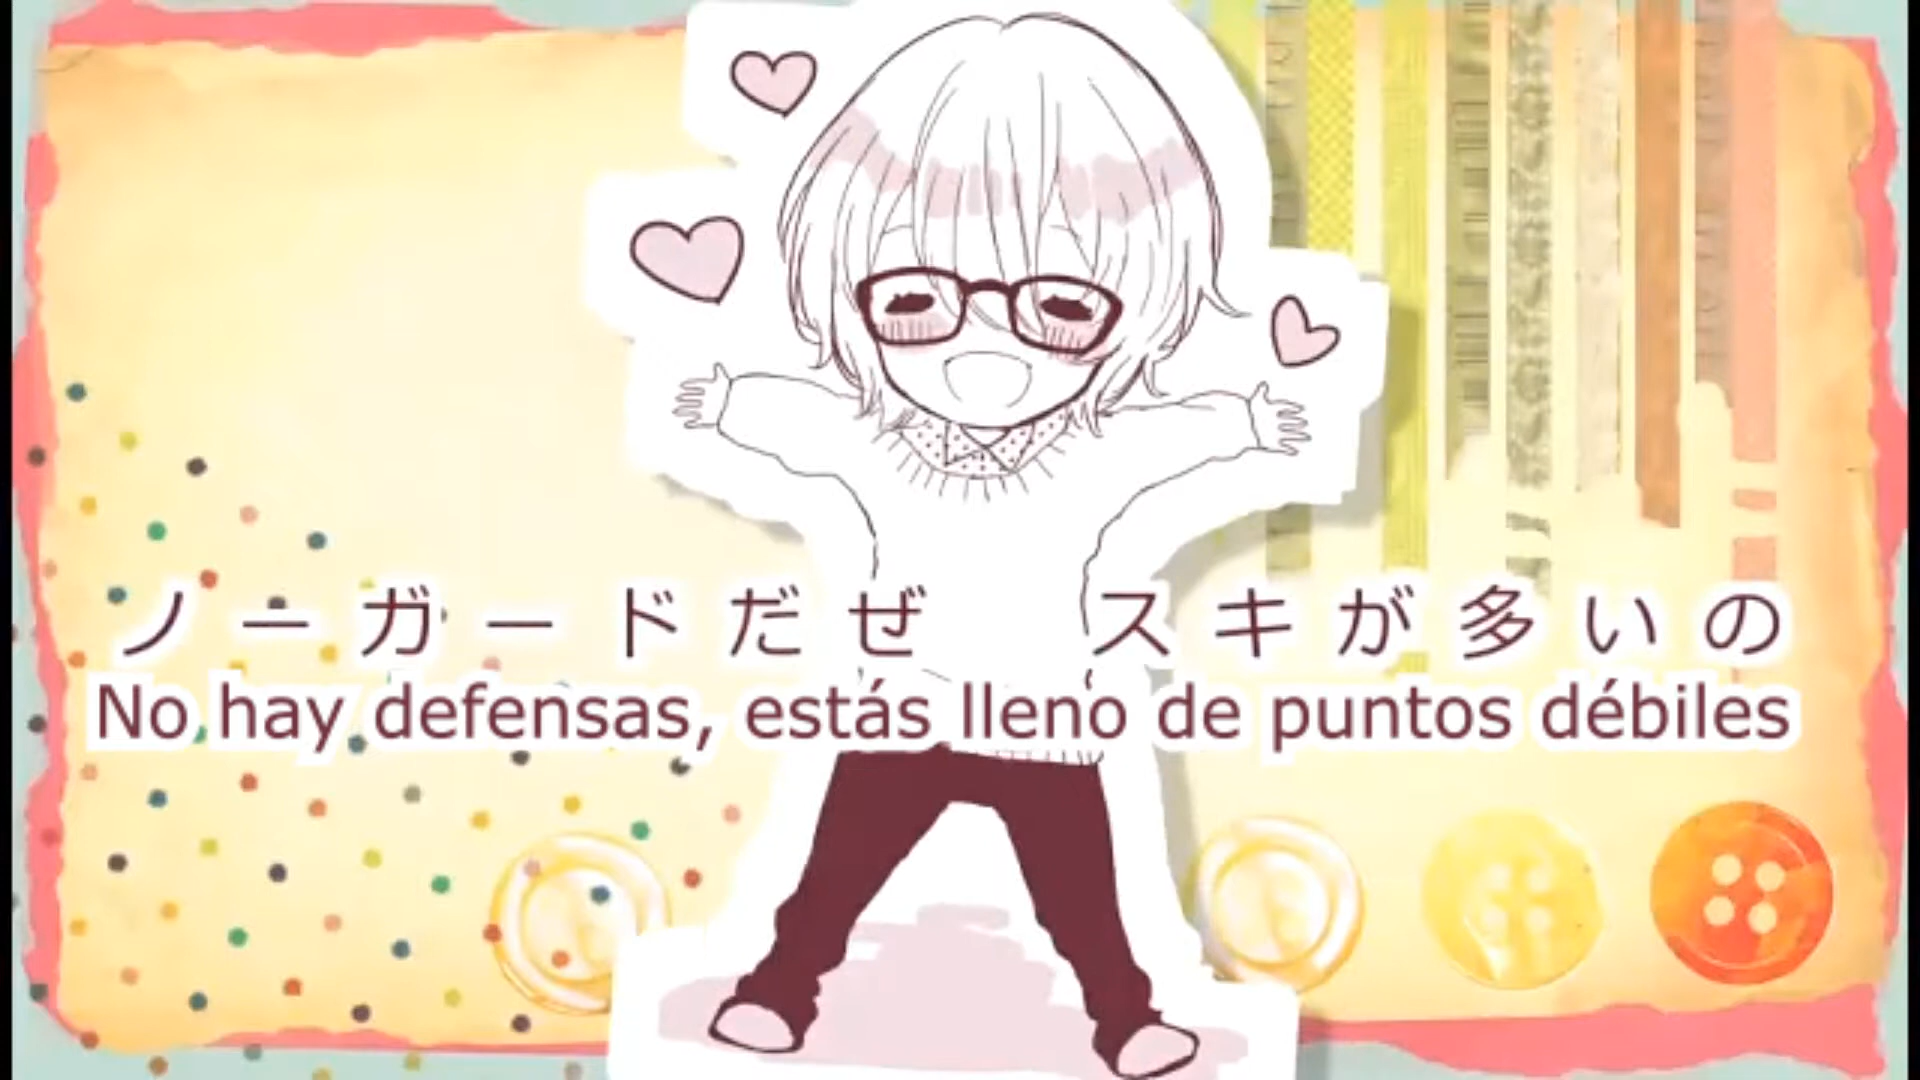 ノーガードだぜ　スキが多いの
No hay defensas, estás lleno de puntos débiles